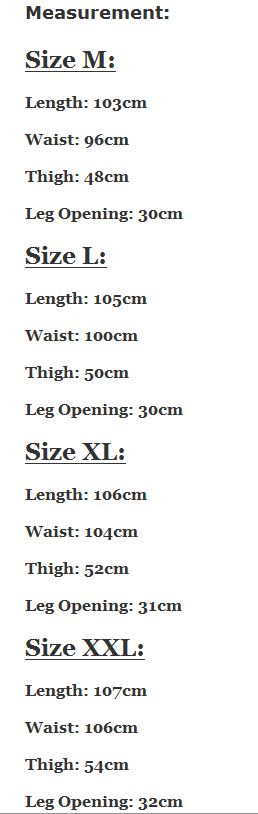 Measurement:
Size M:
Length: 103cm
Waist: 96cm
Thigh: 48cm
Leg Opening: 30cm
Size L:
Length: 105cm
Waist: 100cm
Thigh: 50cm
Leg Opening: 30cm
Size XL:
Length: 106cm
Waist: 104cm
Thigh: 52cm
Leg Opening: 31cm
Size XXL:
Length: 107cm
Waist: 106cm
Thigh: 54cm
Leg Opening: 32cm